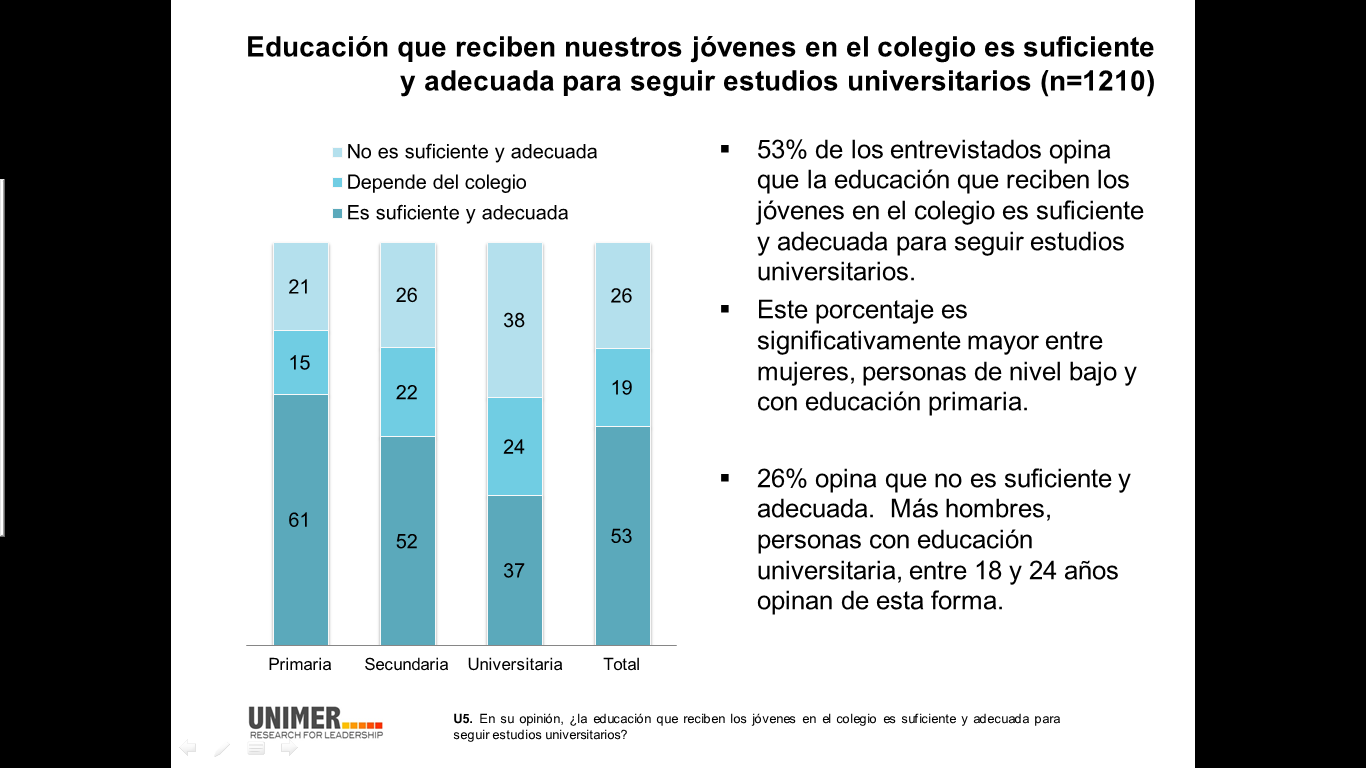 Educación que reciben nuestros jóvenes en el colegio es suficiente
y adecuada para seguir estudios universitarios (n=1210)
No es suficiente y adecuada
Depende del colegio
Es suficiente y adecuada
21
26
38
26
15
22
24
19
61
52
37
53
Primaria
Secundaria
Universitaria
Total
53% de los entrevistados opina
que la educación que reciben los
jóvenes en el colegio es suficiente
y adecuada para seguir estudios
universitarios.
Este porcentaje es
significativamente mayor entre
mujeres, personas de nivel bajo y
con educación primaria.
26% opina que no es suficiente y
adecuada. Más hombres,
personas con educación
universitaria, entre 18 y 24 años
opinan de esta forma.
UNIMER
RESEARCH FOR LEADERSHIP
U5. En su opinión, ¿la educación que reciben los jóvenes en el colegio es suficiente y adecuada para
seguir estudios universitarios?